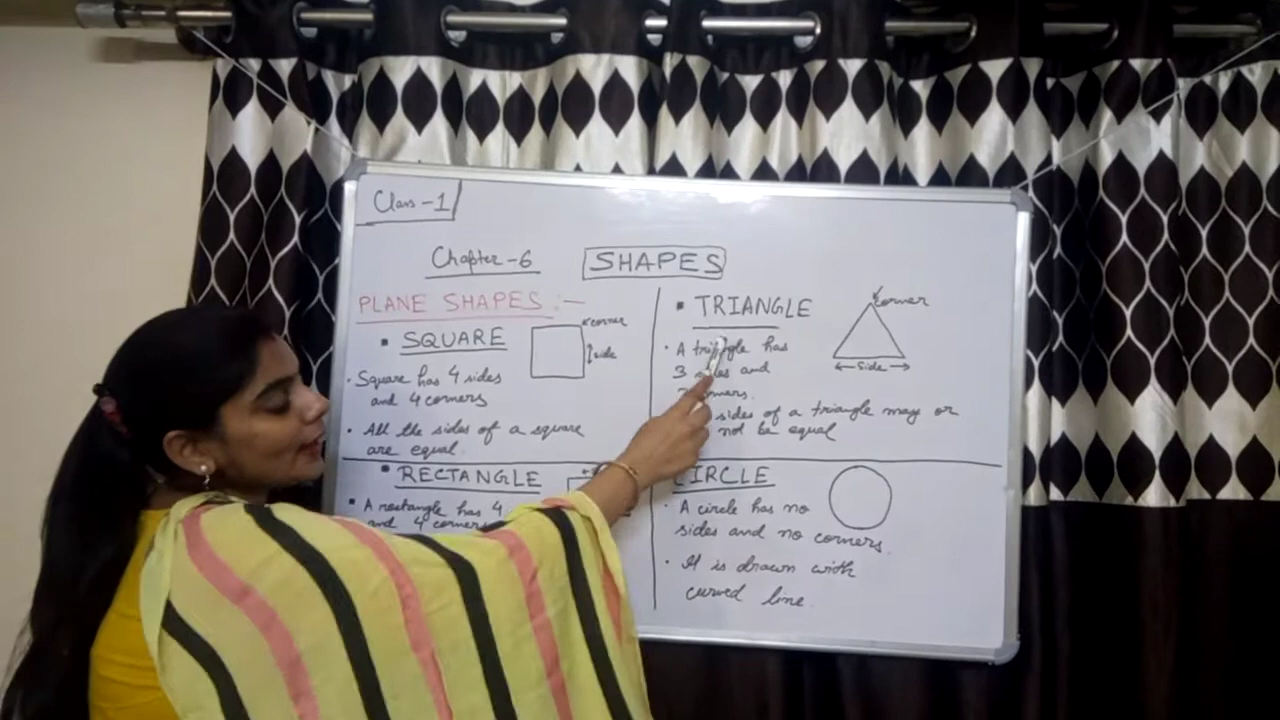 Class-1
Chapter-6
SHAPES
PLANE SHAPES :-
▪ SQUARE
corner
side
• Square has 4 sides
and 4 corners
• All the sides of a square
are equal.
▪ RECTANGLE
▪ A rectangle has 4
and 4 corners
▪ TRIANGLE
corner
side
• A triangle has
3 sides and
corners.
sides of a triangle may or
not be equal
CIRCLE
• A circle has no
sides and no corners.
• It is drawn with
curved line.